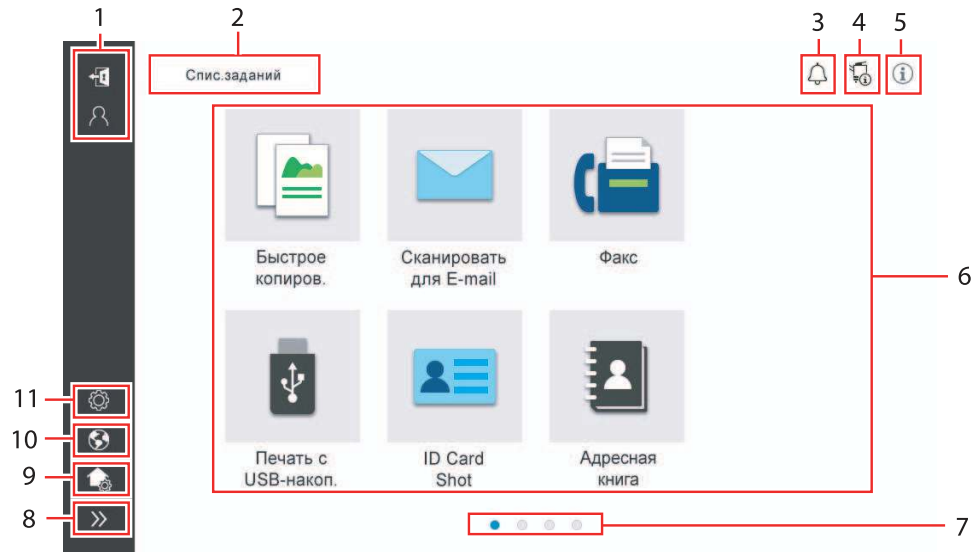 1
2
3
4
5
Спис.заданий
Быстрое
копиров.
Сканировать
для E-mail
Факс
6
Печать с
USB-накоп.
ID Card
Shot
Адресная
книга
11
10
9
8
7